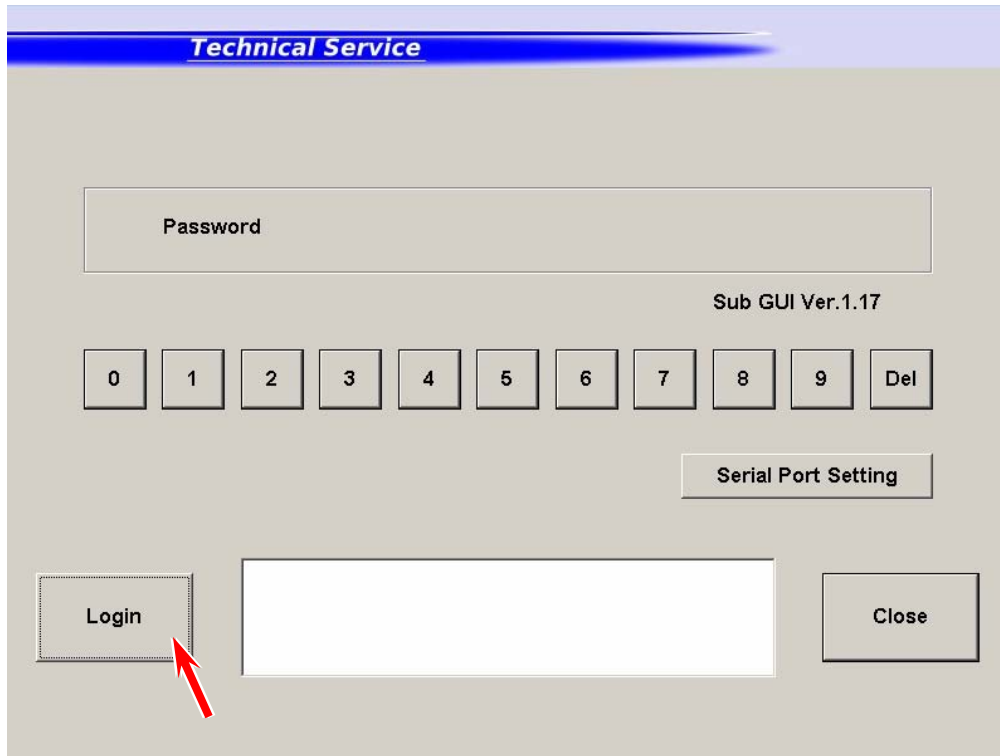 Technical Service
Password
Sub GUI Ver.1.17
0 1 2 3 4 5 6 7 8 9 Del
Serial Port Setting
Login Close